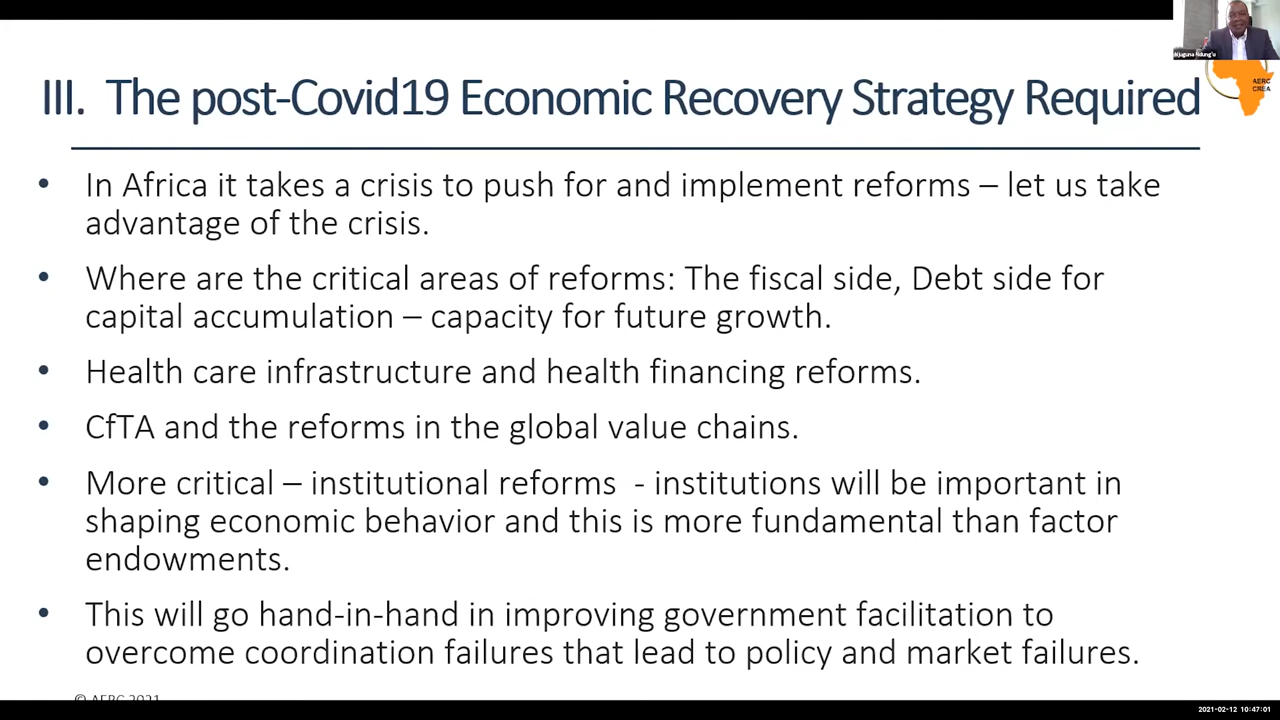 Njuguna Ndung'u
III. The post-Covid19 Economic Recovery Strategy Required
AERC
CREA
• In Africa it takes a crisis to push for and implement reforms – let us take
advantage of the crisis.
• Where are the critical areas of reforms: The fiscal side, Debt side for
capital accumulation – capacity for future growth.
• Health care infrastructure and health financing reforms.
• CfTA and the reforms in the global value chains.
• More critical – institutional reforms - institutions will be important in
shaping economic behavior and this is more fundamental than factor
endowments.
• This will go hand-in-hand in improving government facilitation to
overcome coordination failures that lead to policy and market failures.
© AERC 2021
2021-02-12 10:47:01